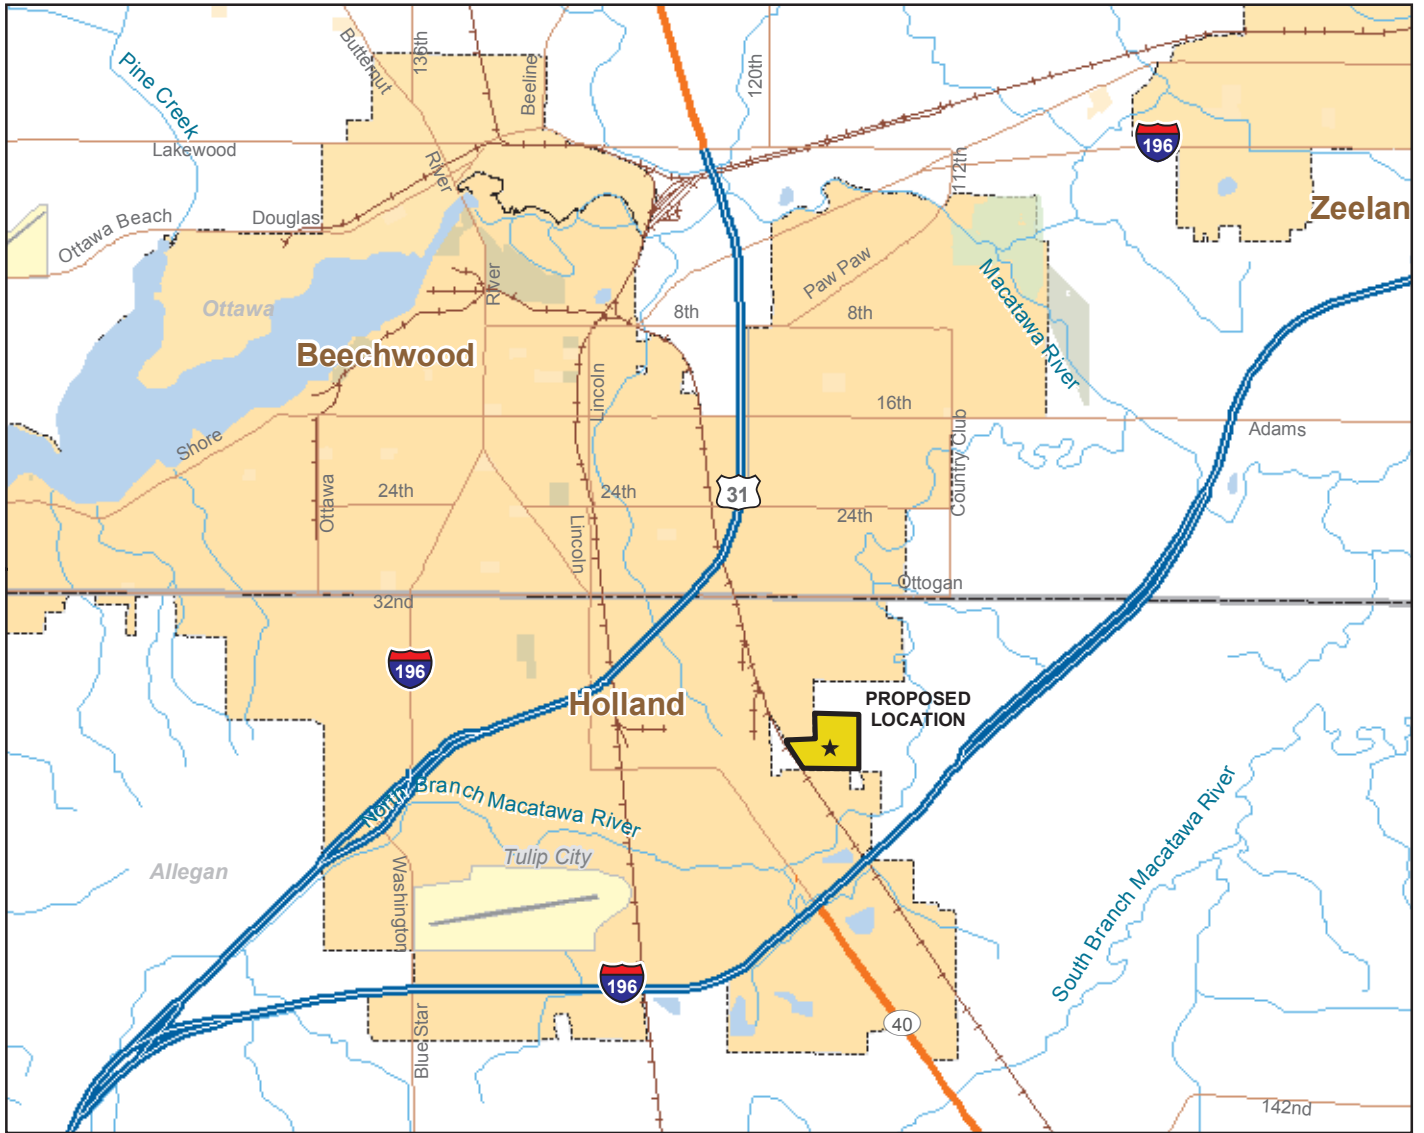 Butternut
136th
Beeline
120th
Pine Creek
Lakewood
River
112th
196
Zeelan
Ottawa Beach
Douglas
Paw Paw
Macatawa River
River
Ottawa
8th
8th
Beechwood
Lincoln
16th
Country Club
Adams
Shore
24th
24th
31
24th
Ottawa
Lincoln
Ottogan
32nd
196
Holland
PROPOSED
LOCATION
North Branch Macatawa River
South Branch Macatawa River
Tulip City
Allegan
Washington
196
40
Blue Star
142nd